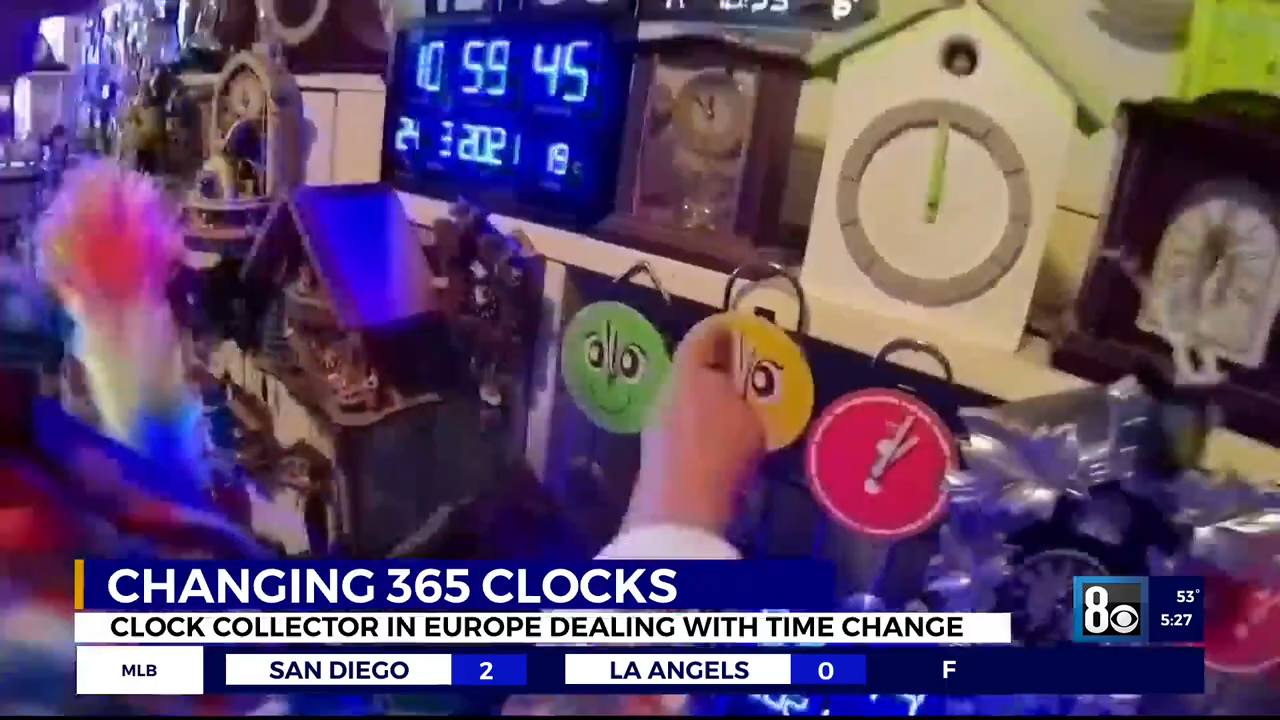 10 59 45
24 3 2021 19
CHANGING 365 CLOCKS
CLOCK COLLECTOR IN EUROPE DEALING WITH TIME CHANGE
8
53°
5:27
MLB SAN DIEGO 2 LA ANGELS 0 F